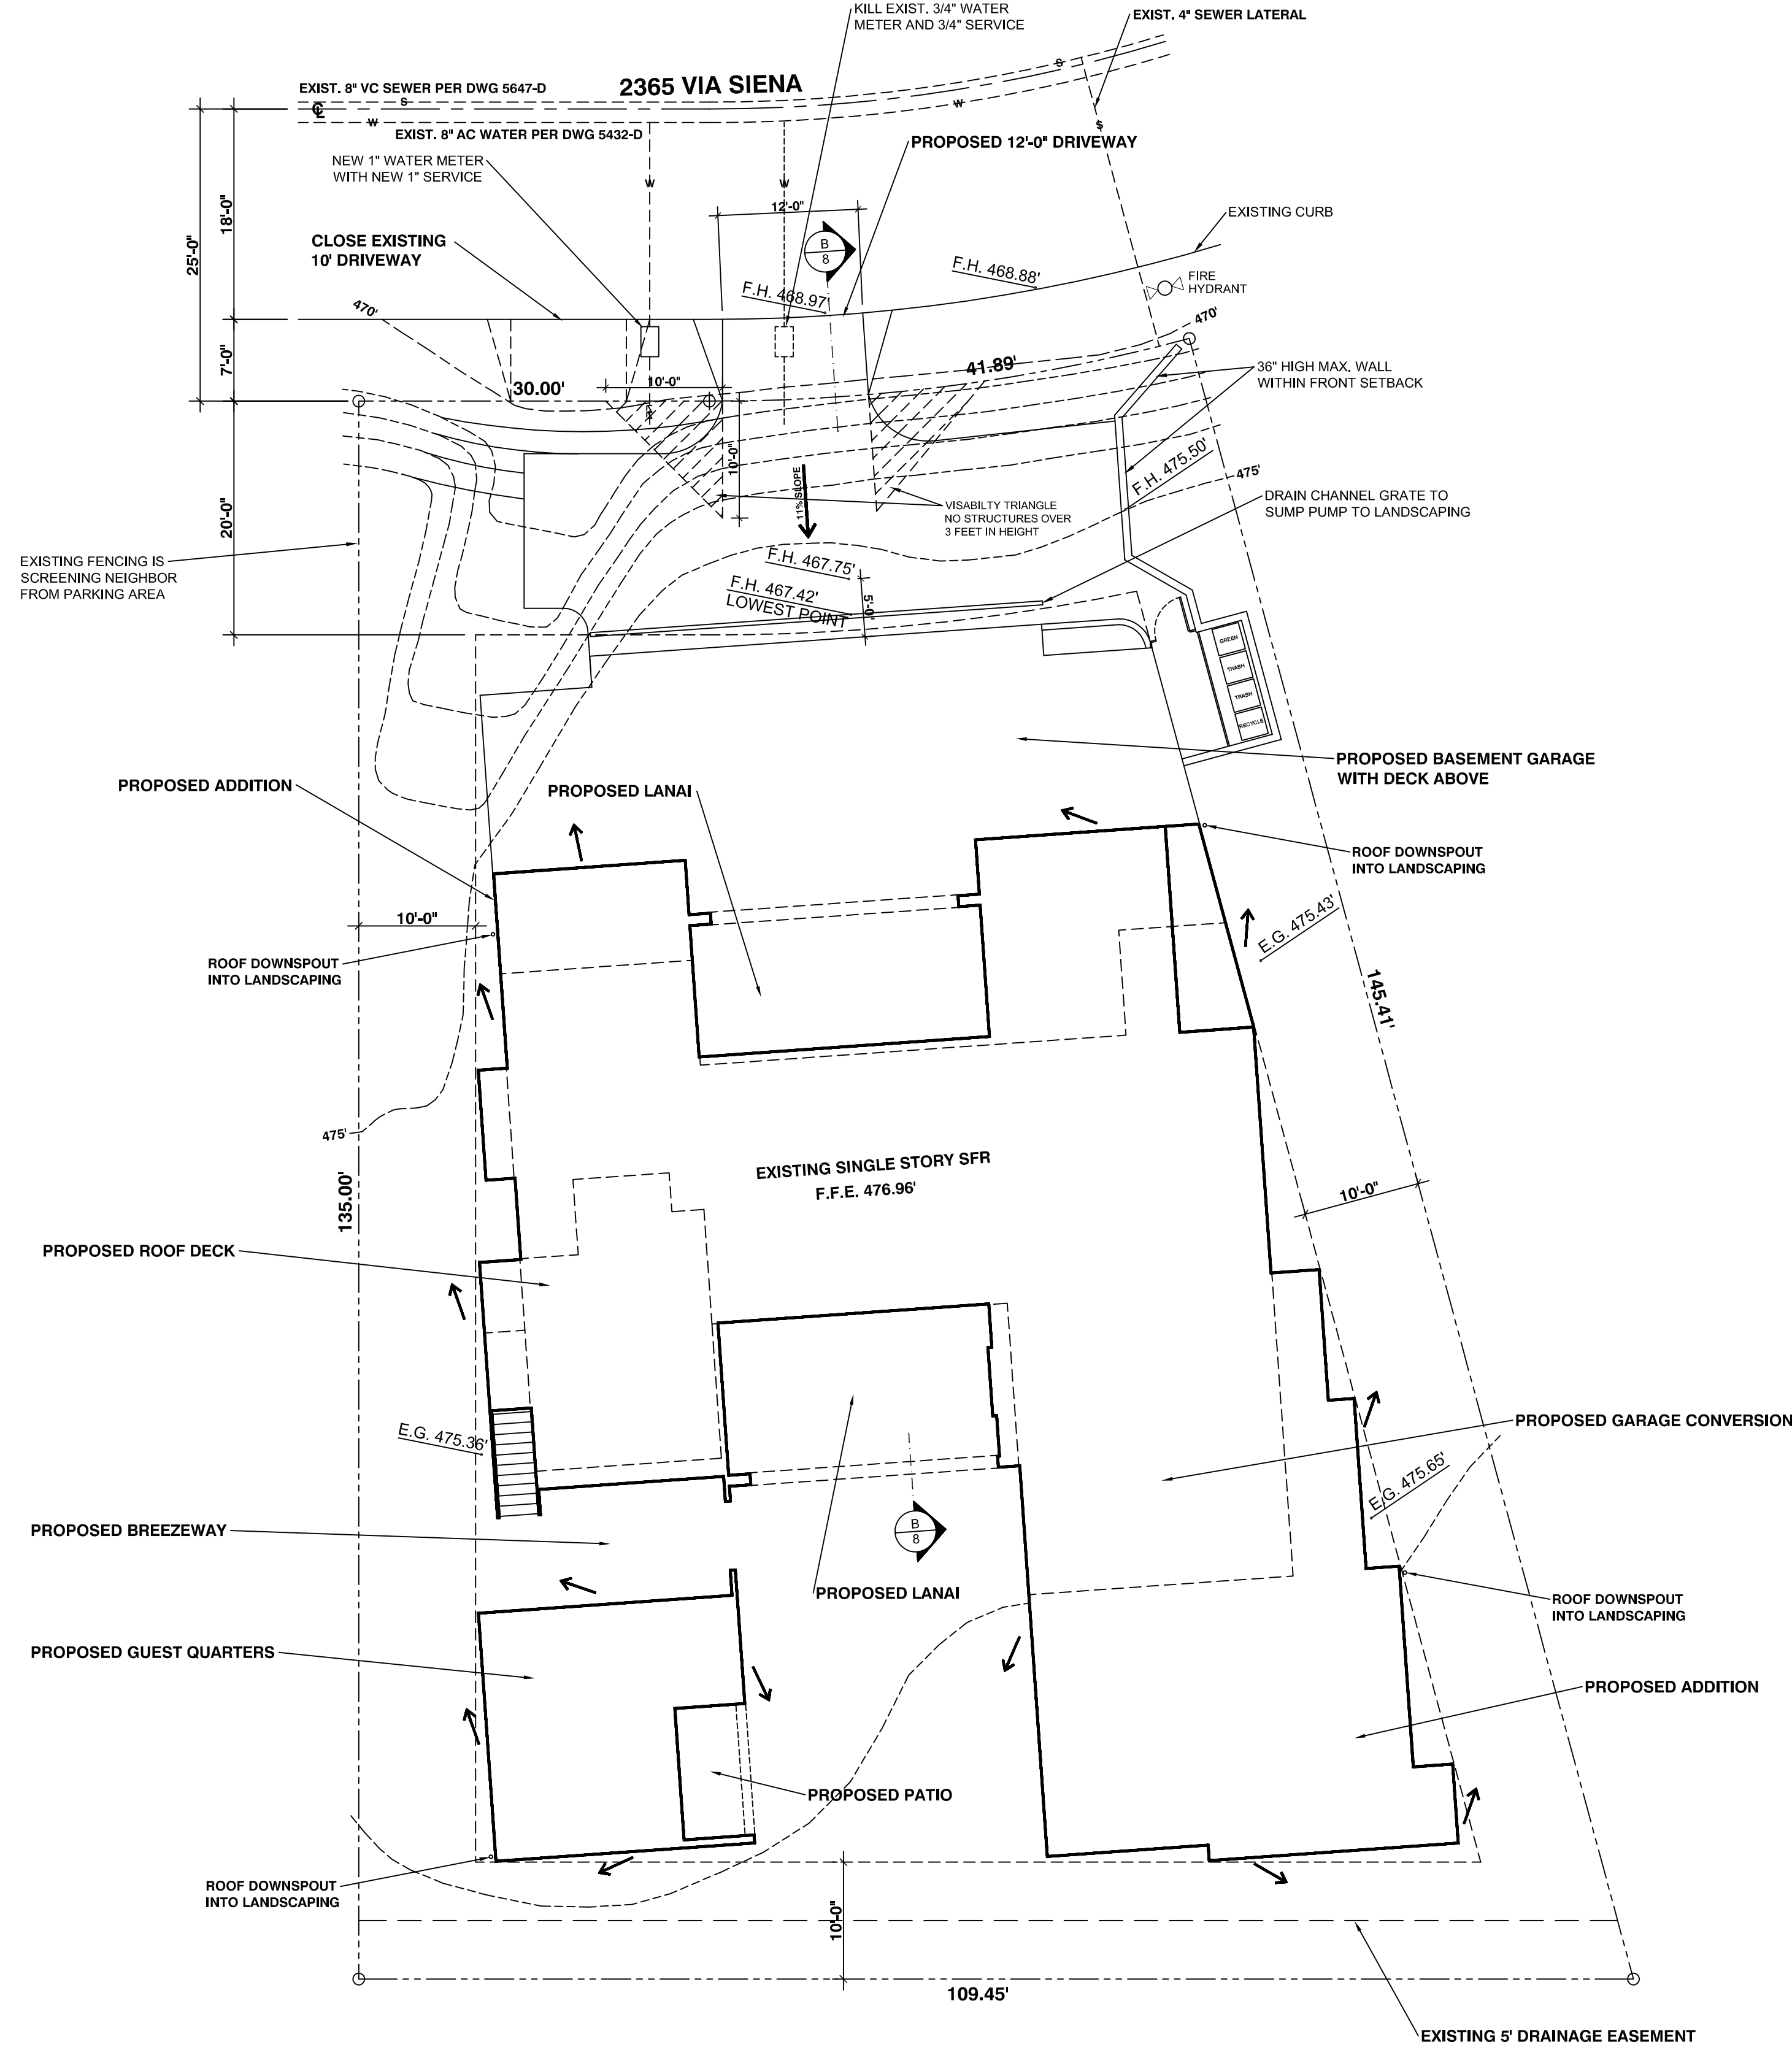 KILL EXIST. 3/4" WATER
METER AND 3/4" SERVICE
EXIST. 4" SEWER LATERAL
EXIST. 8" VC SEWER PER DWG 5647-D
2365 VIA SIENA
S
S
W
W
S
EXIST. 8" AC WATER PER DWG 5432-D
PROPOSED 12'-0" DRIVEWAY
NEW 1" WATER METER
WITH NEW 1" SERVICE
W
W
25'-0"
18'-0"
12'-0"
EXISTING CURB
CLOSE EXISTING
10' DRIVEWAY
B
8
F.H. 468.88'
FIRE
HYDRANT
F.H. 468.97'
470'
470'
7'-0"
30.00'
10'-0"
41.89'
36" HIGH MAX. WALL
WITHIN FRONT SETBACK
10'-0"
F.H. 475.50'
475'
11% SLOPE
VISABILTY TRIANGLE
NO STRUCTURES OVER
3 FEET IN HEIGHT
DRAIN CHANNEL GRATE TO
SUMP PUMP TO LANDSCAPING
20'-0"
EXISTING FENCING IS
SCREENING NEIGHBOR
FROM PARKING AREA
F.H. 467.75'
F.H. 467.42'
LOWEST POINT
5'-0"
GREEN
TRASH
TRASH
RECYCLE
PROPOSED BASEMENT GARAGE
WITH DECK ABOVE
PROPOSED ADDITION
PROPOSED LANAI
ROOF DOWNSPOUT
INTO LANDSCAPING
10'-0"
E.G. 475.43'
ROOF DOWNSPOUT
INTO LANDSCAPING
145.41'
475'
EXISTING SINGLE STORY SFR
F.F.E. 476.96'
135.00'
10'-0"
PROPOSED ROOF DECK
E.G. 475.36'
PROPOSED GARAGE CONVERSION
E.G. 475.65'
PROPOSED BREEZEWAY
B
8
PROPOSED LANAI
ROOF DOWNSPOUT
INTO LANDSCAPING
PROPOSED GUEST QUARTERS
PROPOSED ADDITION
PROPOSED PATIO
ROOF DOWNSPOUT
INTO LANDSCAPING
10'-0"
109.45'
EXISTING 5' DRAINAGE EASEMENT